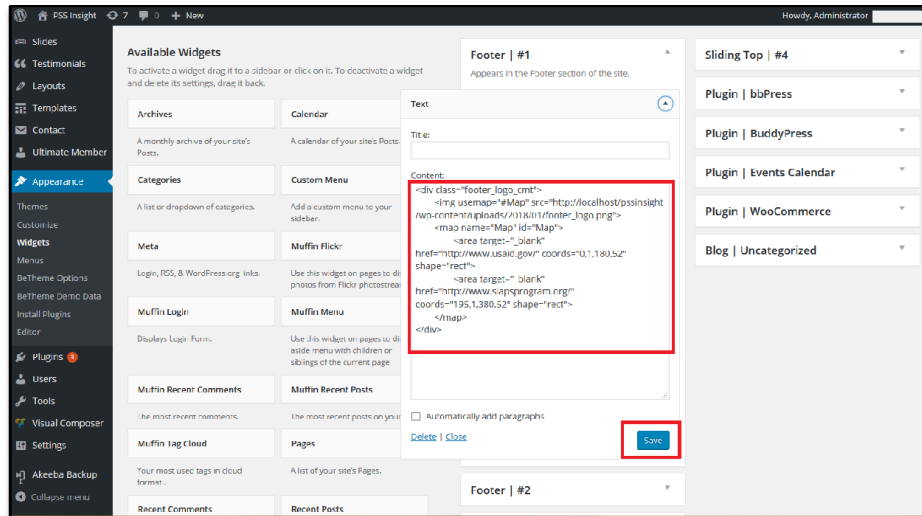 PSS Insight 7 0 + New
Howdy, Administrator
Slides
Testimonials
Layouts
Templates
Contact
Ultimate Member
Appearance
Themes
Customize
Widgets
Menus
BeTheme Options
BeTheme Demo Data
Install Plugins
Editor
Plugins 3
Users
Tools
Visual Composer
Settings
Akeeba Backup
Collapse menu
Available Widgets
To activate a widget drag it to a sidebar or click on it. To deactivate a widget
and delete its settings, drag it back.
Archives
A monthly archive of your site's
Posts.
Calendar
A calendar of your site's Posts.
Categories
A list or dropdown of categories.
Custom Menu
Add a custom menu to your
sidebar.
Meta
Login, RSS, & WordPress.org links.
Muffin Flickr
Use this widget on pages to di
photos from Flickr photostrea
Muffin Login
Displays Login Form.
Muffin Menu
Use this widget on pages to di
aside menu with children or
siblings of the current page
Muffin Recent Comments
The most recent comments.
Muffin Recent Posts
The most recent posts on your
Muffin Tag Cloud
Your most used tags in cloud
format .
Pages
A list of your site's Pages.
Recent Comments
Recent Posts
Footer | #1
Appears in the Footer section of the site.
Text
Title:
Content:
<div class="footer_logo_cmt">
<img usemap="#Map" src="http://localhost/pssinsight
/wp-content/uploads/2018/01/footer_logo.png">
<map name="Map" id="Map">
<area target="_blank"
href="http://www.usaid.gov/" coords="0,1,180,52"
shape="rect">
<area target="_blank"
href="http://www.siapsprogram.org/"
coords="195,1,380,52" shape="rect">
</map>
</div>
Automatically add paragraphs
Delete | Close
Save
Footer | #2
Sliding Top | #4
Plugin | bbPress
Plugin | BuddyPress
Plugin | Events Calendar
Plugin | WooCommerce
Blog | Uncategorized